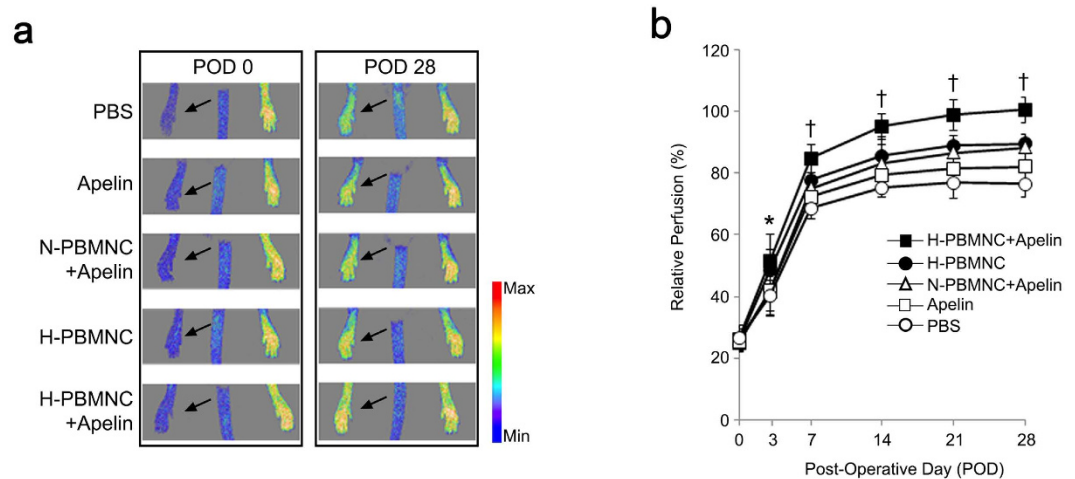 a
POD 0
POD 28
PBS
Apelin
N-PBMNC
+Apelin
H-PBMNC
H-PBMNC
+Apelin
Max
Min
b
Relative Perfusion (%)
120
100
80
60
40
20
0
*
†
†
†
†
H-PBMNC+Apelin
H-PBMNC
N-PBMNC+Apelin
Apelin
PBS
0 3 7 14 21 28
Post-Operative Day (POD)